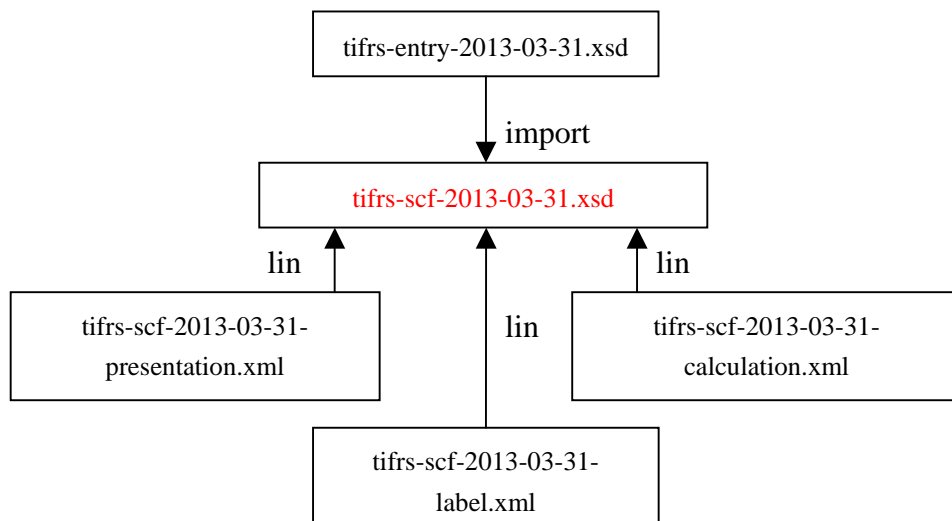 tifrs-entry-2013-03-31.xsd
import
tifrs-scf-2013-03-31.xsd
lin
lin
tifrs-scf-2013-03-31-
presentation.xml
lin
tifrs-scf-2013-03-31-
calculation.xml
tifrs-scf-2013-03-31-
label.xml